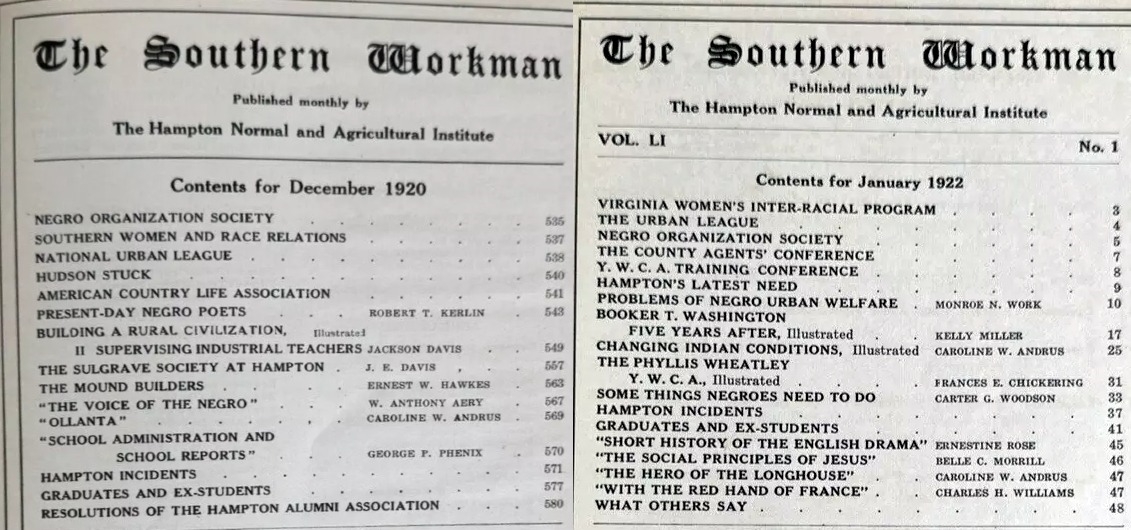 The Southern Workman
Published monthly by
The Hampton Normal and Agricultural Institute
Contents for December 1920
NEGRO ORGANIZATION SOCIETY . . . . . . . 535
SOUTHERN WOMEN AND RACE RELATIONS . . . . . . 537
NATIONAL URBAN LEAGUE . . . . . . . . 538
HUDSON STUCK . . . . . . . . . 540
AMERICAN COUNTRY LIFE ASSOCIATION . . . . . . 541
PRESENT-DAY NEGRO POETS . . . ROBERT T. KERLIN . . 543
BUILDING A RURAL CIVILIZATION, Illustrated
II SUPERVISING INDUSTRIAL TEACHERS JACKSON DAVIS . . 549
THE SULGRAVE SOCIETY AT HAMPTON . J. E. DAVIS . . . 557
THE MOUND BUILDERS . . . . ERNEST W. HAWKES . 563
"THE VOICE OF THE NEGRO" . . . W. ANTHONY AERY . 567
"OLLANTA" . . . . . . CAROLINE W. ANDRUS . 569
"SCHOOL ADMINISTRATION AND
SCHOOL REPORTS" . . . GEORGE P. PHENIX . . 570
HAMPTON INCIDENTS . . . . . . . . 571
GRADUATES AND EX-STUDENTS . . . . . . . 577
RESOLUTIONS OF THE HAMPTON ALUMNI ASSOCIATION . . . . 580
The Southern Workman
Published monthly by
The Hampton Normal and Agricultural Institute
VOL. LI No. 1
Contents for January 1922
VIRGINIA WOMEN'S INTER-RACIAL PROGRAM . . . . 3
THE URBAN LEAGUE . . . . . . . . 4
NEGRO ORGANIZATION SOCIETY . . . . . . 5
THE COUNTY AGENTS' CONFERENCE . . . . . 7
Y. W. C. A. TRAINING CONFERENCE . . . . . 8
HAMPTON'S LATEST NEED . . . . . . . 9
PROBLEMS OF NEGRO URBAN WELFARE . MONROE N. WORK . 10
BOOKER T. WASHINGTON
FIVE YEARS AFTER, Illustrated . . KELLY MILLER . . 17
CHANGING INDIAN CONDITIONS, Illustrated CAROLINE W. ANDRUS . 25
THE PHYLLIS WHEATLEY
Y. W. C. A., Illustrated . . . . FRANCES E. CHICKERING 31
SOME THINGS NEGROES NEED TO DO . CARTER G. WOODSON . 33
HAMPTON INCIDENTS . . . . . . . . 37
GRADUATES AND EX-STUDENTS . . . . . . 41
"SHORT HISTORY OF THE ENGLISH DRAMA" ERNESTINE ROSE . 45
"THE SOCIAL PRINCIPLES OF JESUS" . BELLE C. MORRILL . 46
"THE HERO OF THE LONGHOUSE" . . CAROLINE W. ANDRUS . 47
"WITH THE RED HAND OF FRANCE" . . CHARLES H. WILLIAMS . 47
WHAT OTHERS SAY . . . . . . . . 48